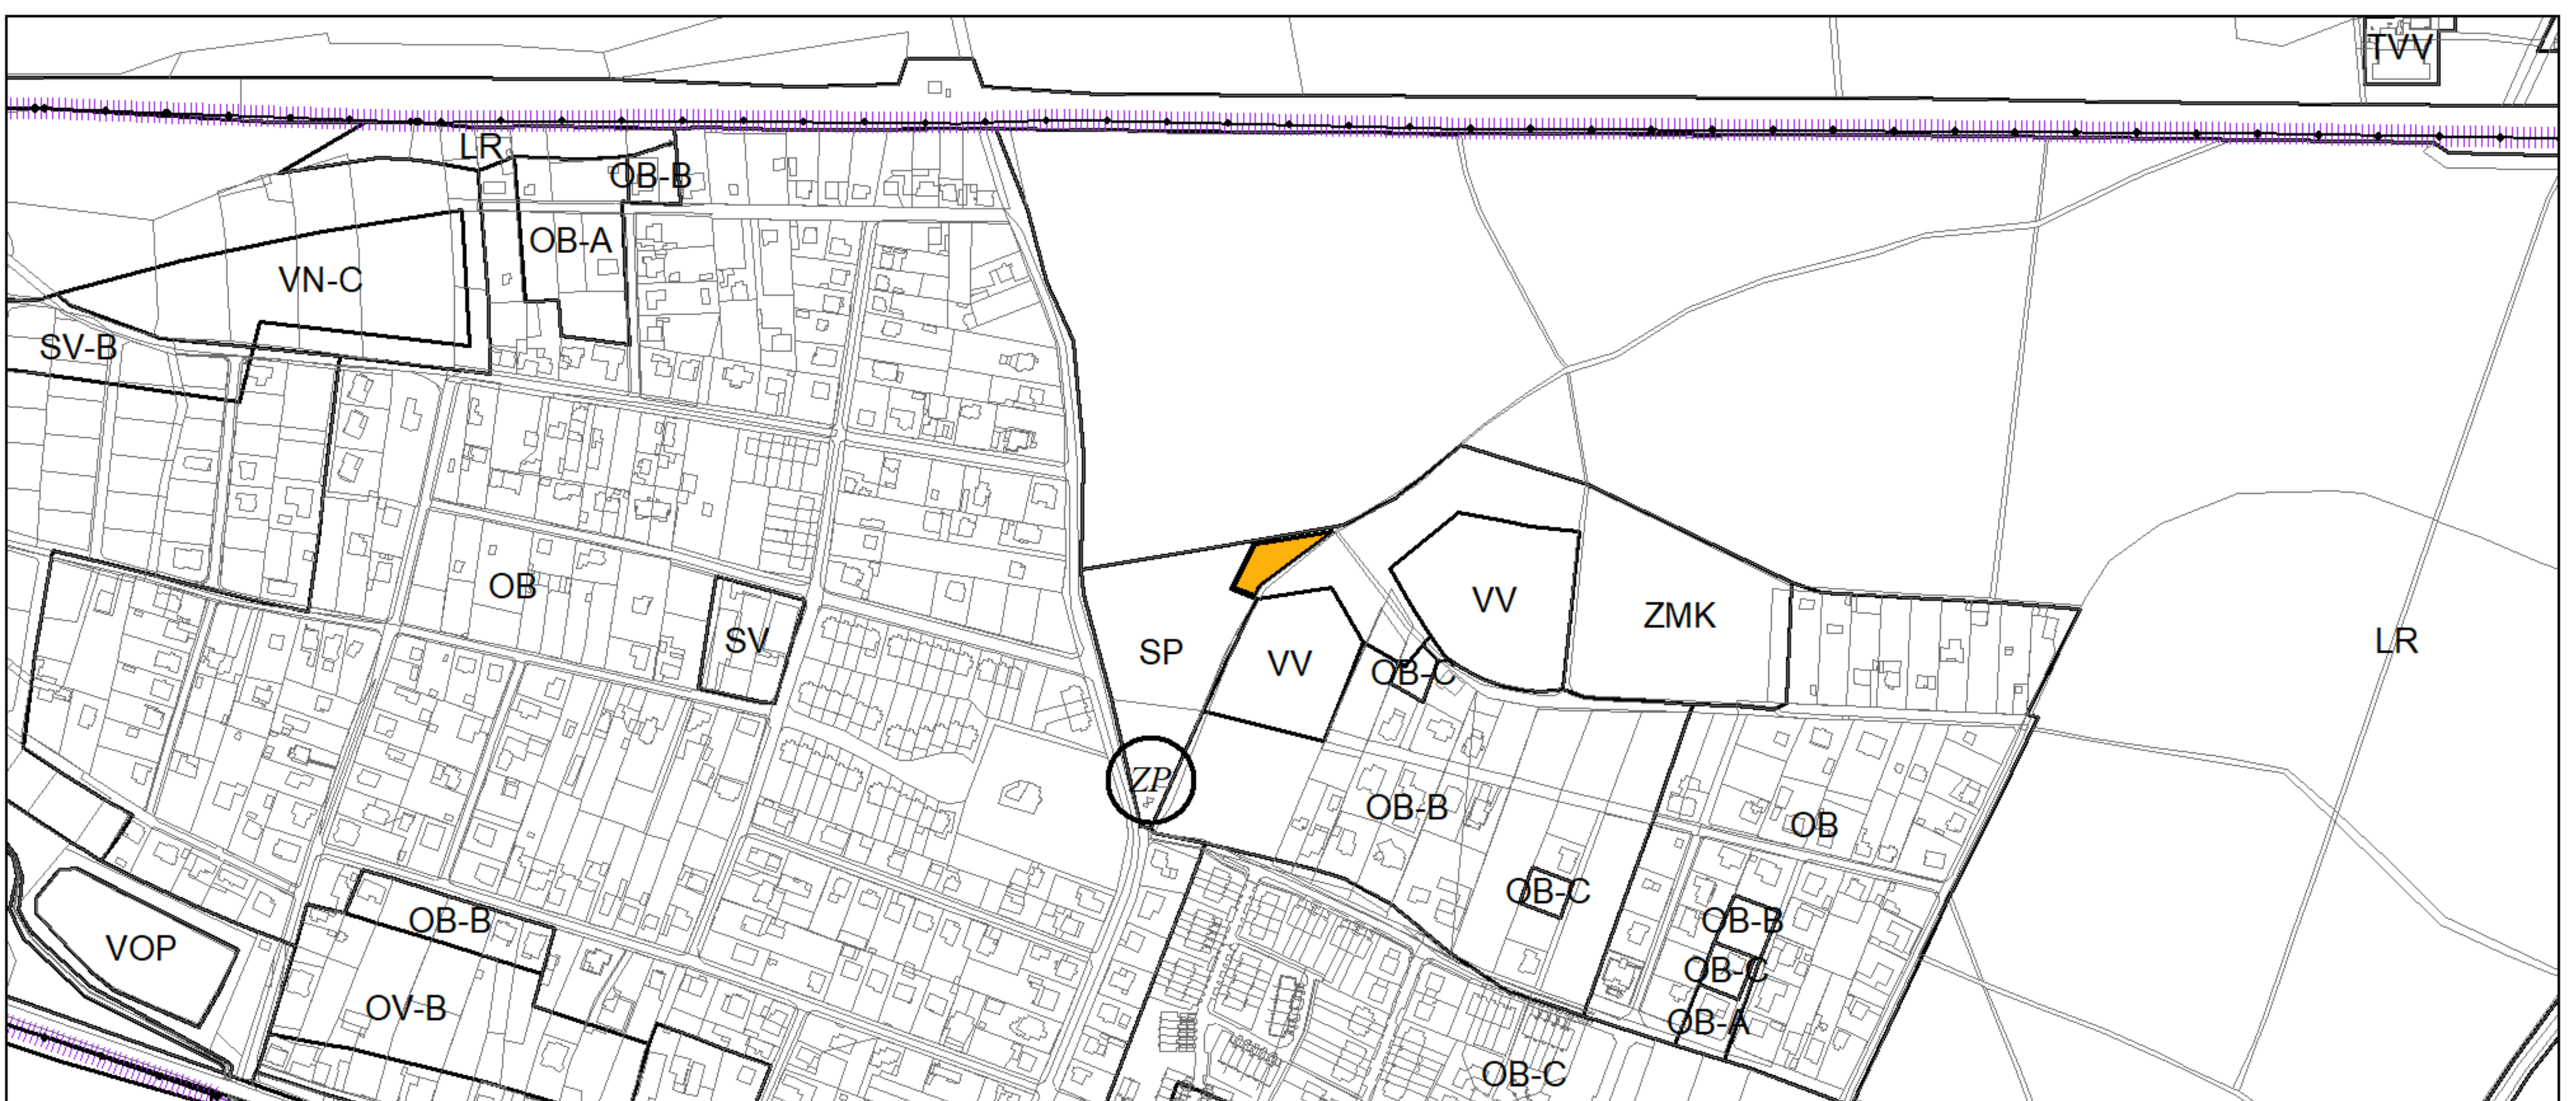 TVV
LR
OB-B
OB-A
VN-C
SV-B
OB
SV
VV
ZMK
LR
SP
VV
OB-C
ZP
OB-B
OB
OB-C
OB-B
OB-B
VOP
OB-C
OV-B
OB-A
OB-C